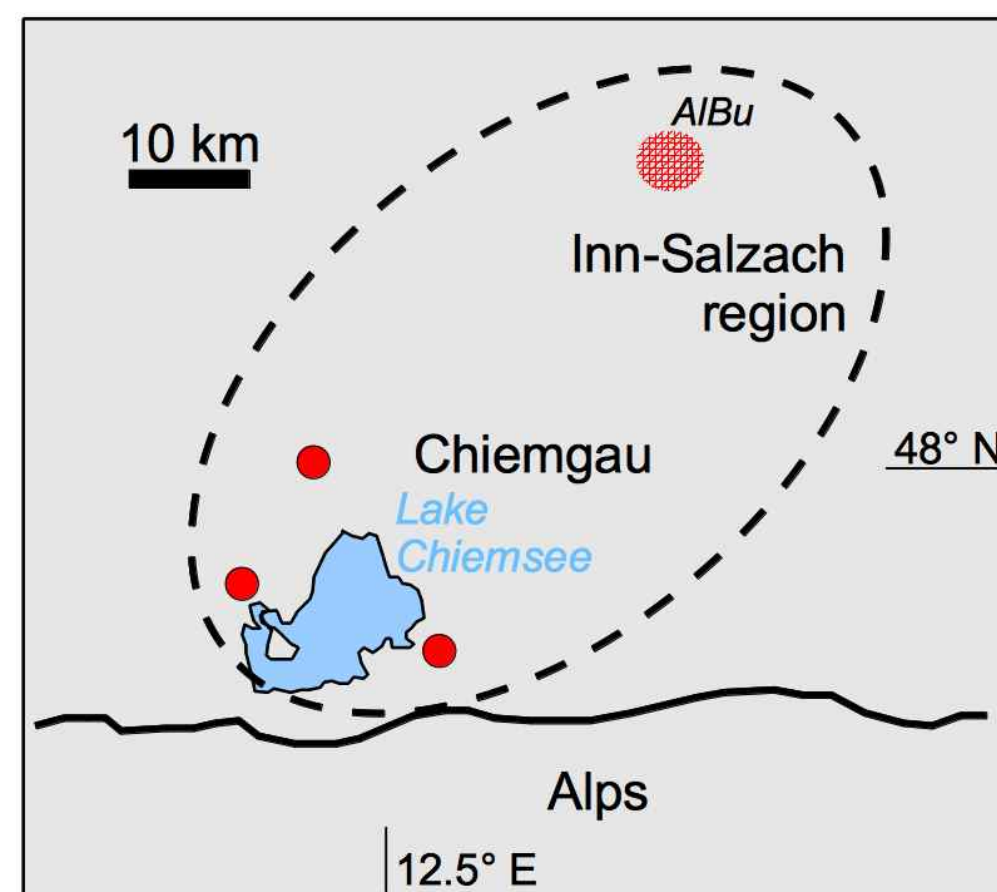 AlBu
10 km
Inn-Salzach
region
Chiemgau
48° N
Lake
Chiemsee
Alps
12.5° E